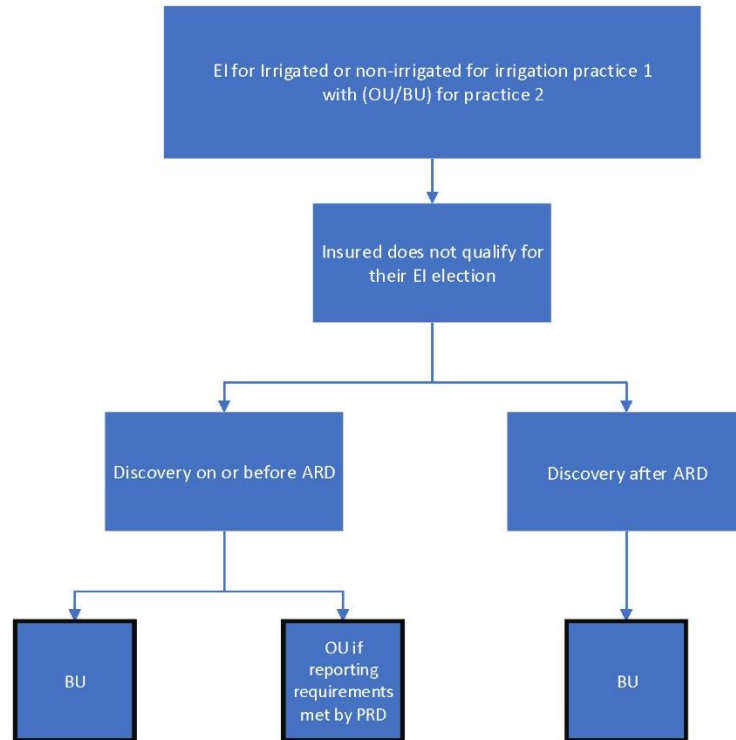 EI for Irrigated or non-irrigated for irrigation practice 1
with (OU/BU) for practice 2
Insured does not qualify for
their EI election
Discovery on or before ARD
Discovery after ARD
BU
OU if
reporting
requirements
met by PRD
BU